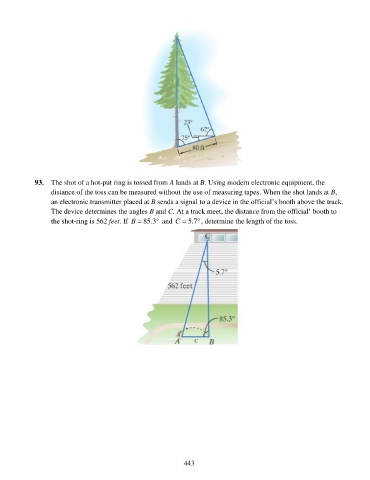 23°
62°
75°
80 ft
93. The shot of a hot-put ring is tossed from A lands at B. Using modern electronic equipment, the
distance of the toss can be measured without the use of measuring tapes. When the shot lands at B,
an electronic transmitter placed at B sends a signal to a device in the official's booth above the track.
The device determines the angles B and C. At a track meet, the distance from the official' booth to
the shot-ring is 562 feet. If B = 85.3° and C = 5.7°, determine the length of the toss.
C
5.7°
562 feet
85.3°
A c B
443